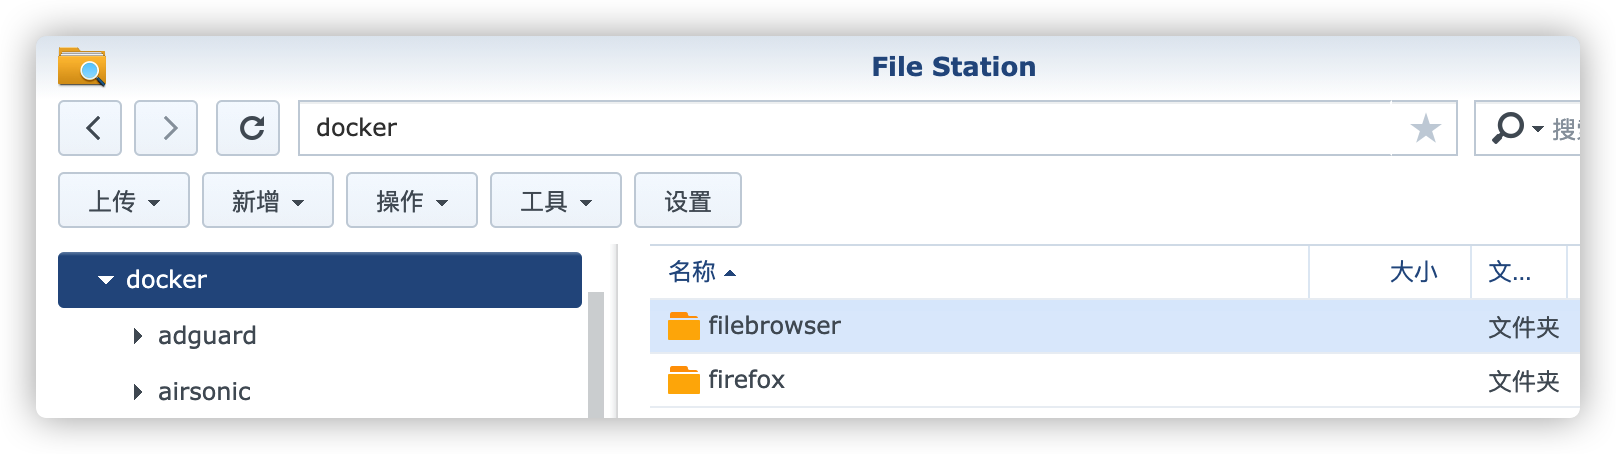 File Station
docker
搜
上传 新增 操作 工具 设置
docker
adguard
airsonic
名称 大小 文...
filebrowser 文件夹
firefox 文件夹